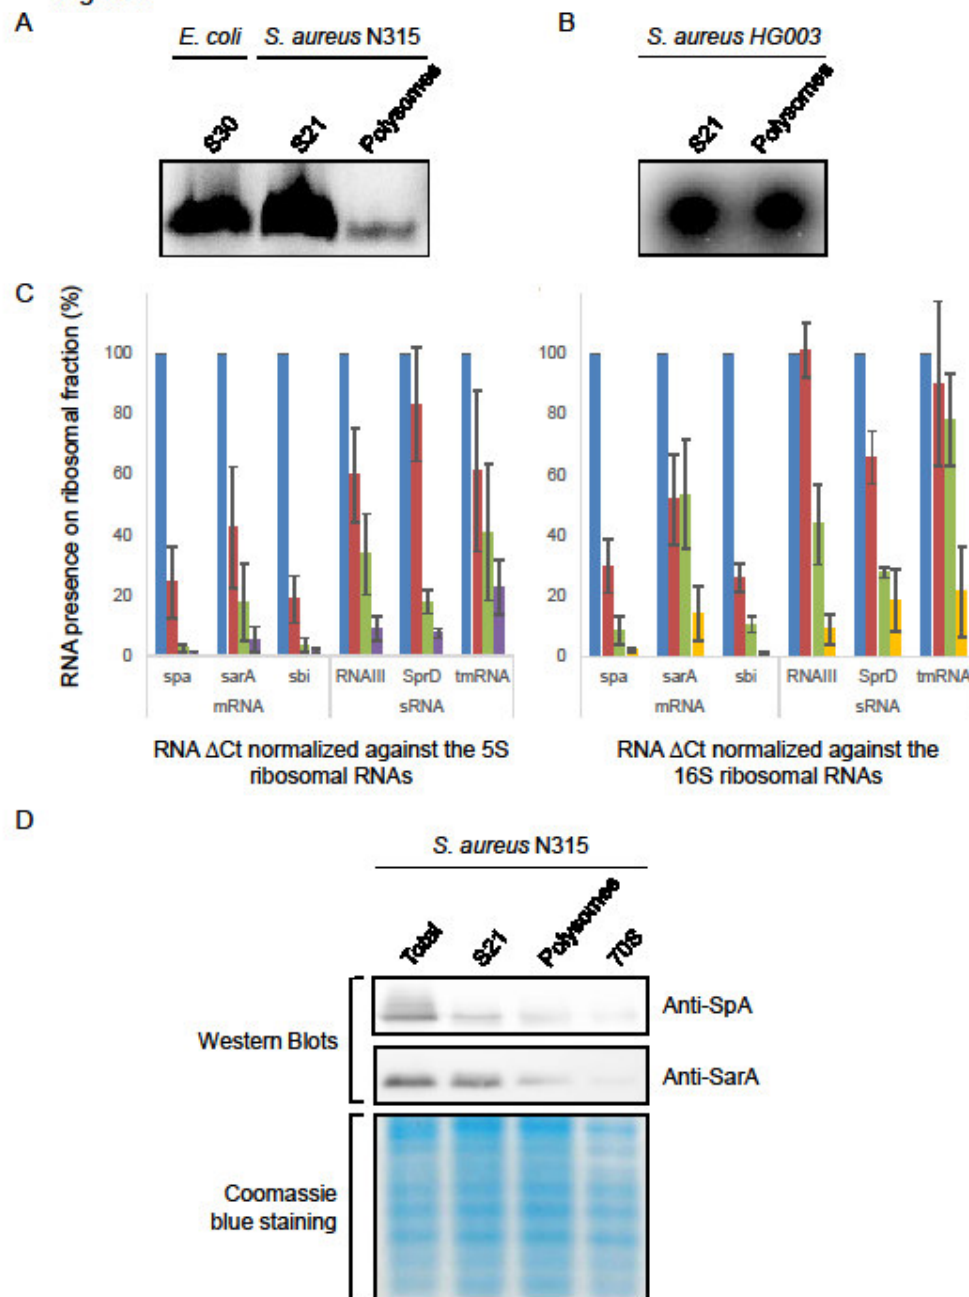 A
E. coli
S. aureus N315
S30
S21
Polysomes
B
S. aureus HG003
S21
Polysomes
C
RNA presence on ribosomal fraction (%)
100
80
60
40
20
0
spa
sarA
sbi
RNAIII
SprD
tmRNA
mRNA
sRNA
RNA ΔCt normalized against the 5S
ribosomal RNAs
100
80
60
40
20
0
spa
sarA
sbi
RNAIII
SprD
tmRNA
mRNA
sRNA
RNA ΔCt normalized against the
16S ribosomal RNAs
D
S. aureus N315
Total
S21
Polysomes
70S
Western Blots
Anti-SpA
Anti-SarA
Coomassie
blue staining